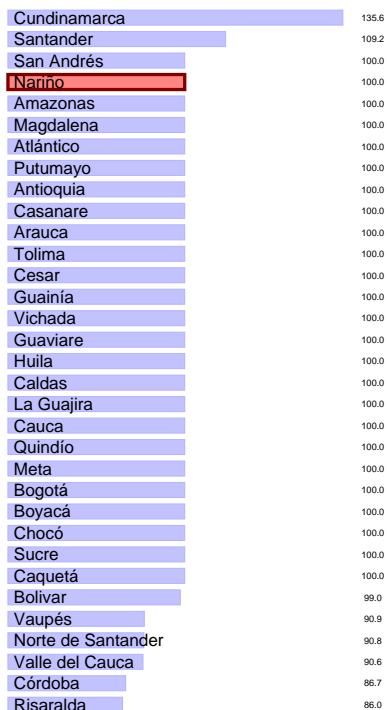 Cundinamarca 135.6
Santander 109.2
San Andrés 100.0
Nariño 100.0
Amazonas 100.0
Magdalena 100.0
Atlántico 100.0
Putumayo 100.0
Antioquia 100.0
Casanare 100.0
Arauca 100.0
Tolima 100.0
Cesar 100.0
Guainía 100.0
Vichada 100.0
Guaviare 100.0
Huila 100.0
Caldas 100.0
La Guajira 100.0
Cauca 100.0
Quindío 100.0
Meta 100.0
Bogotá 100.0
Boyacá 100.0
Chocó 100.0
Sucre 100.0
Caquetá 100.0
Bolivar 99.0
Vaupés 90.9
Norte de Santander 90.8
Valle del Cauca 90.6
Córdoba 86.7
Risaralda 86.0